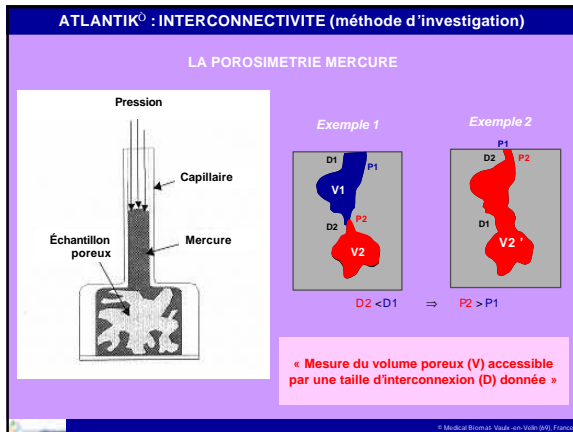 ATLANTIKÒ : INTERCONNECTIVITE (méthode d'investigation)
LA POROSIMETRIE MERCURE
Pression
Capillaire
Échantillon
poreux
Mercure
Exemple 1
D1
P1
V1
D2
P2
V2
Exemple 2
P1
D2
P2
D1
V2 '
D2 <D1 ⇒ P2 > P1
« Mesure du volume poreux (V) accessible
par une taille d'interconnexion (D) donnée »
© Medical Biomat- Vaulx -en-Velin (69), France